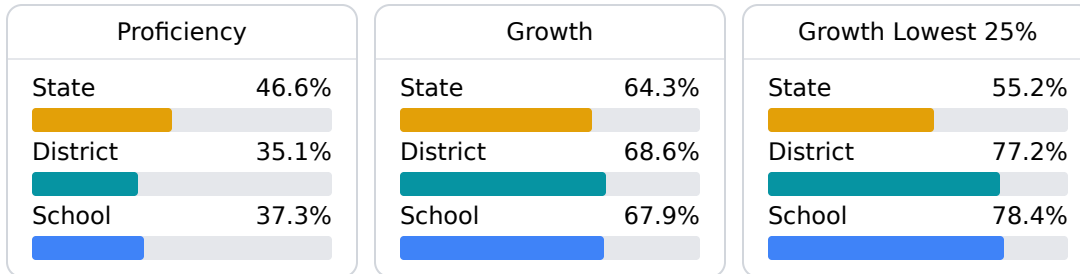 Proficiency
State 46.6%
District 35.1%
School 37.3%
Growth
State 64.3%
District 68.6%
School 67.9%
Growth Lowest 25%
State 55.2%
District 77.2%
School 78.4%